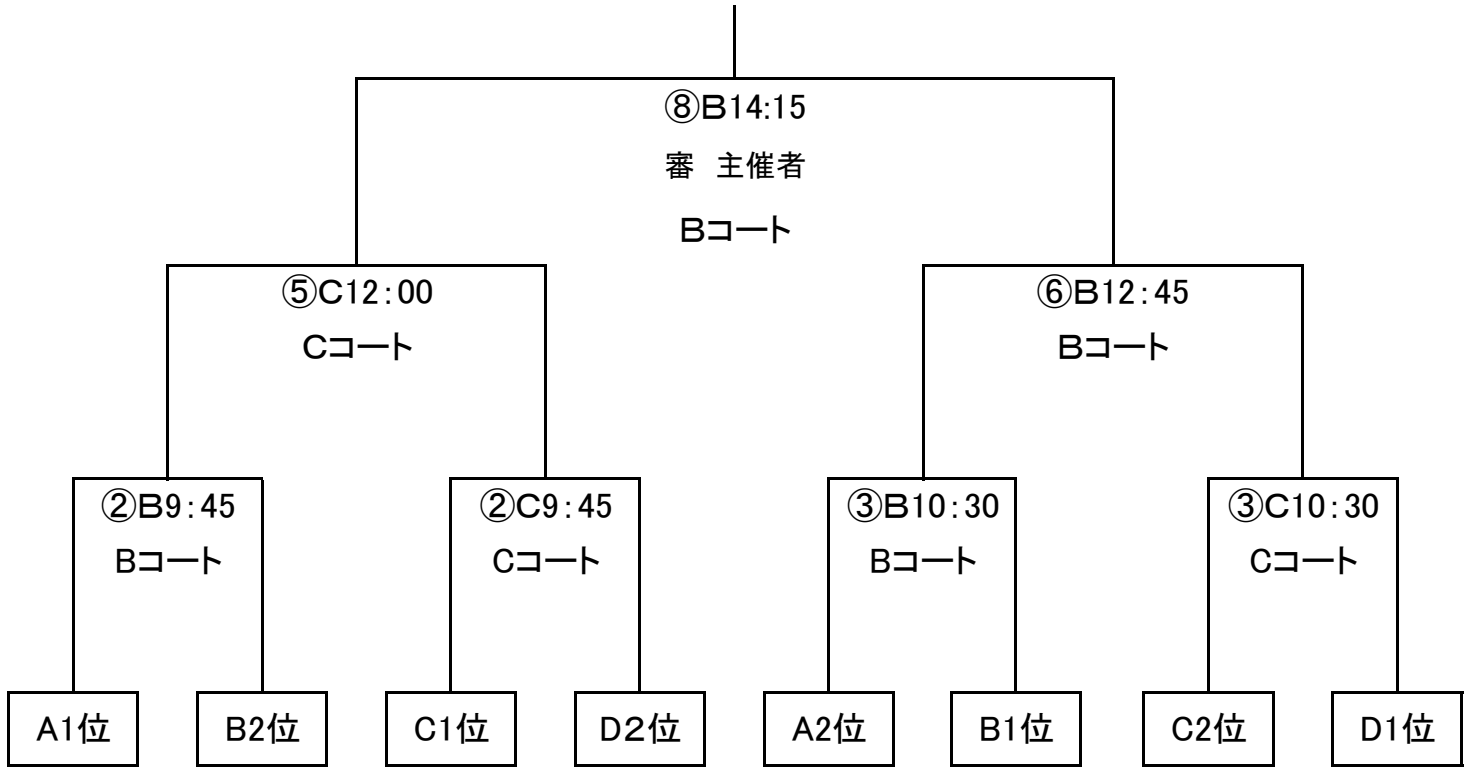 ⑧B14:15
審　主催者
Bコート
⑤C12:00
Cコート
⑥B12:45
Bコート
②B9:45
Bコート
②C9:45
Cコート
③B10:30
Bコート
③C10:30
Cコート
A1位
B2位
C1位
D２位
A2位
B1位
C2位
D1位